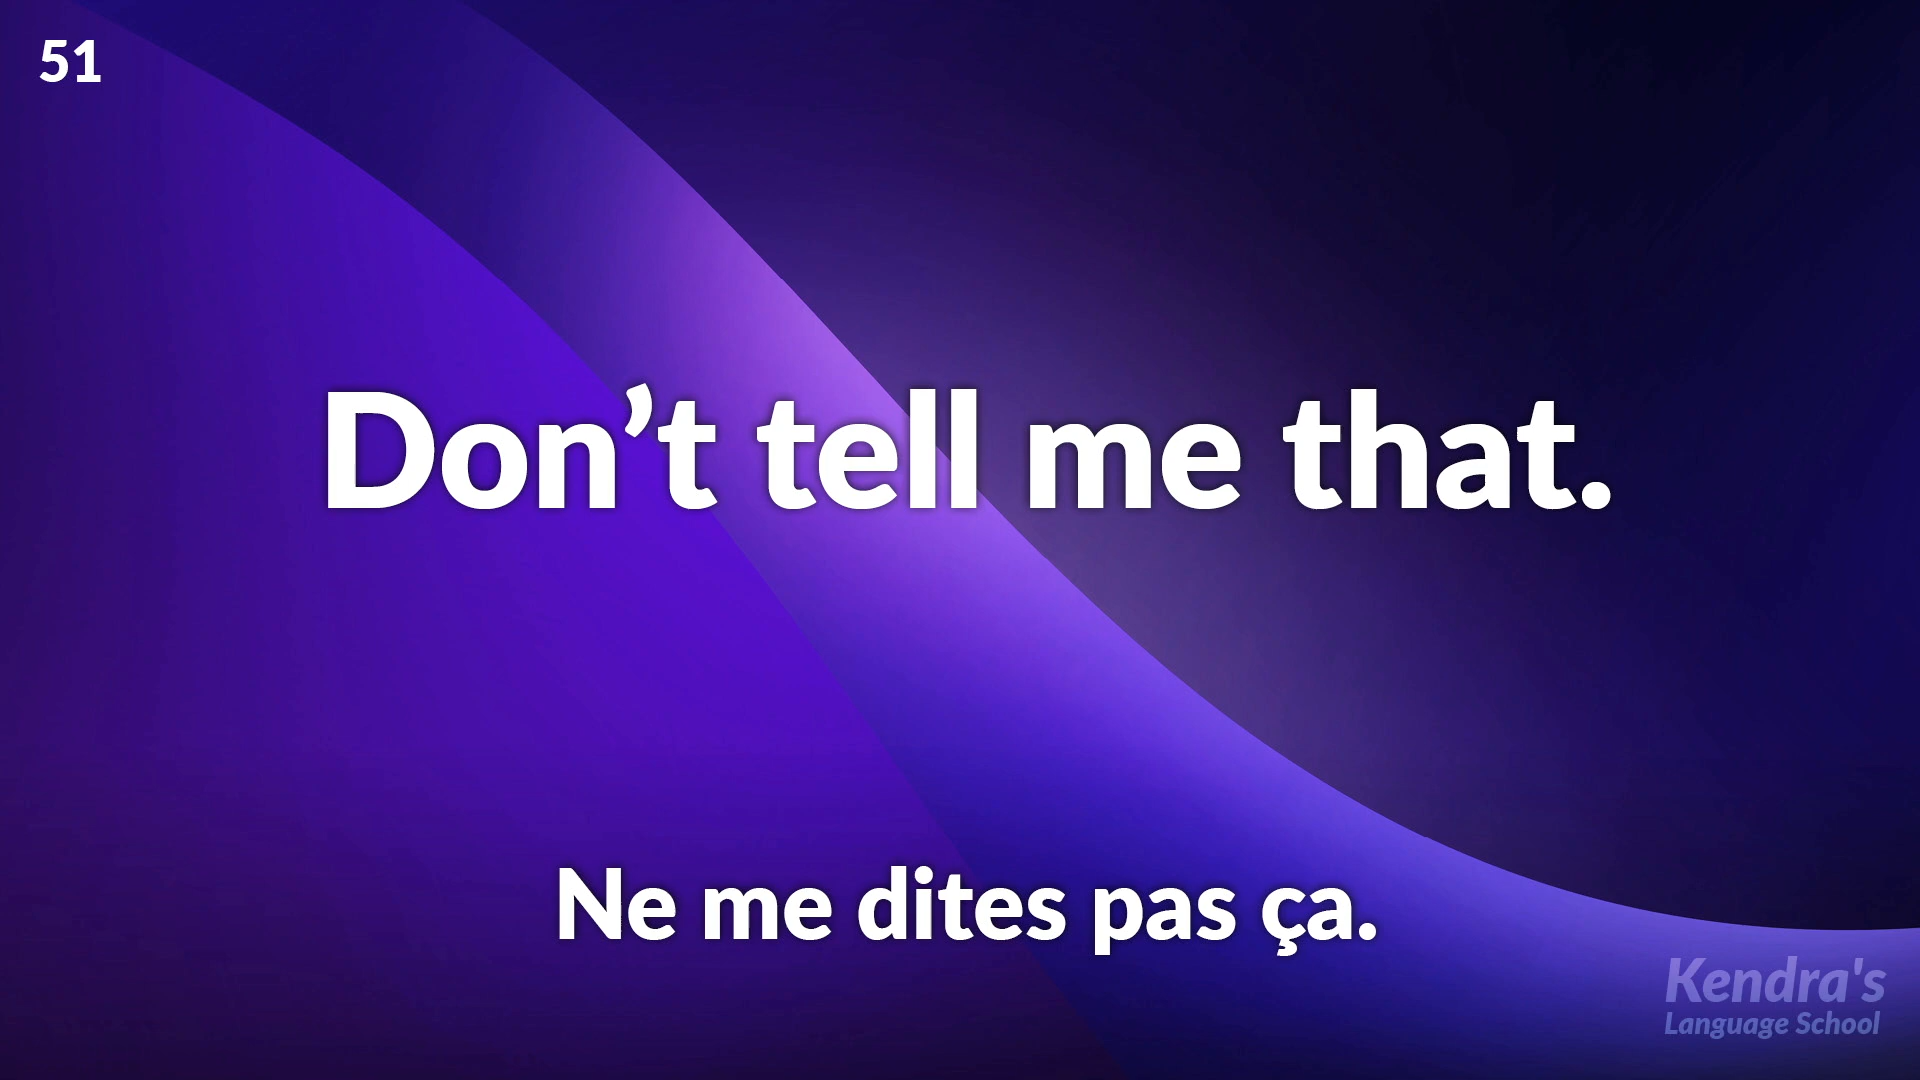 51
Don’t tell me that.
Ne me dites pas ça.
Kendra's
Language School